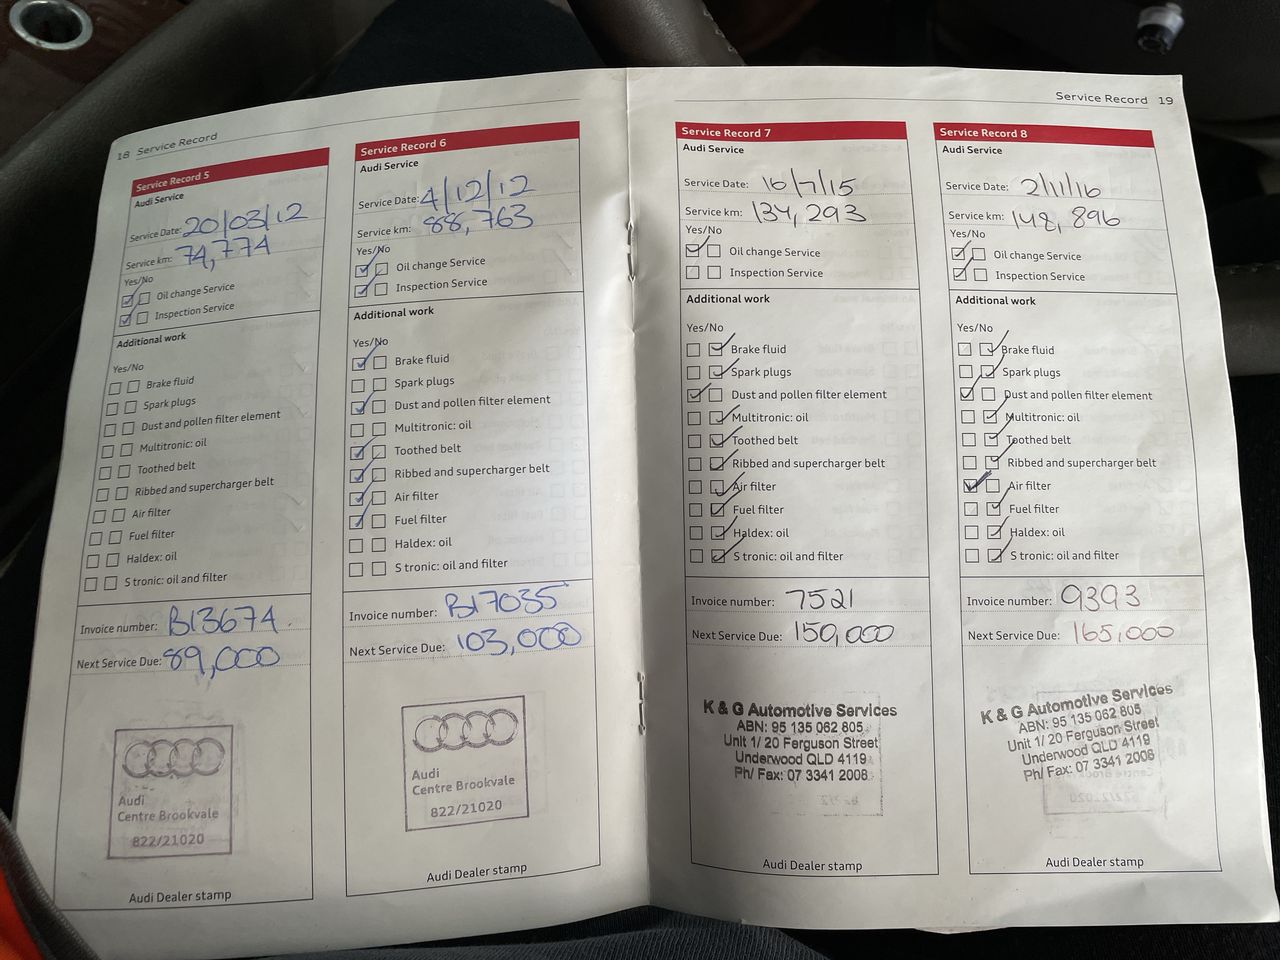 18 Service Record
Service Record 5
Audi Service
Service Date: 20/03/12
Service km: 74,774
Yes/No
Oil change Service
Inspection Service
Additional work
Yes/No
Brake fluid
Spark plugs
Dust and pollen filter element
Multitronic: oil
Toothed belt
Ribbed and supercharger belt
Air filter
Fuel filter
Haldex: oil
S tronic: oil and filter
Invoice number: B13674
Next Service Due: 89,000
Audi
Centre Brookvale
822/21020
Audi Dealer stamp
Service Record 6
Audi Service
Service Date: 4/12/12
Service km: 88,763
Yes/No
Oil change Service
Inspection Service
Additional work
Yes/No
Brake fluid
Spark plugs
Dust and pollen filter element
Multitronic: oil
Toothed belt
Ribbed and supercharger belt
Air filter
Fuel filter
Haldex: oil
S tronic: oil and filter
Invoice number: B17035
Next Service Due: 103,000
Audi
Centre Brookvale
822/21020
Audi Dealer stamp
Service Record 19
Service Record 7
Audi Service
Service Date: 16/7/15
Service km: 134,293
Yes/No
Oil change Service
Inspection Service
Additional work
Yes/No
Brake fluid
Spark plugs
Dust and pollen filter element
Multitronic: oil
Toothed belt
Ribbed and supercharger belt
Air filter
Fuel filter
Haldex: oil
S tronic: oil and filter
Invoice number: 7521
Next Service Due: 150,000
K & G Automotive Services
ABN: 95 135 062 805
Unit 1/ 20 Ferguson Street
Underwood QLD 4119
Ph/ Fax: 07 3341 2008
Audi Dealer stamp
Service Record 8
Audi Service
Service Date: 2/11/16
Service km: 148,896
Yes/No
Oil change Service
Inspection Service
Additional work
Yes/No
Brake fluid
Spark plugs
Dust and pollen filter element
Multitronic: oil
Toothed belt
Ribbed and supercharger belt
Air filter
Fuel filter
Haldex: oil
S tronic: oil and filter
Invoice number: 9393
Next Service Due: 165,000
K & G Automotive Services
ABN: 95 135 062 805
Unit 1/ 20 Ferguson Street
Underwood QLD 4119
Ph/ Fax: 07 3341 2008
Audi Dealer stamp